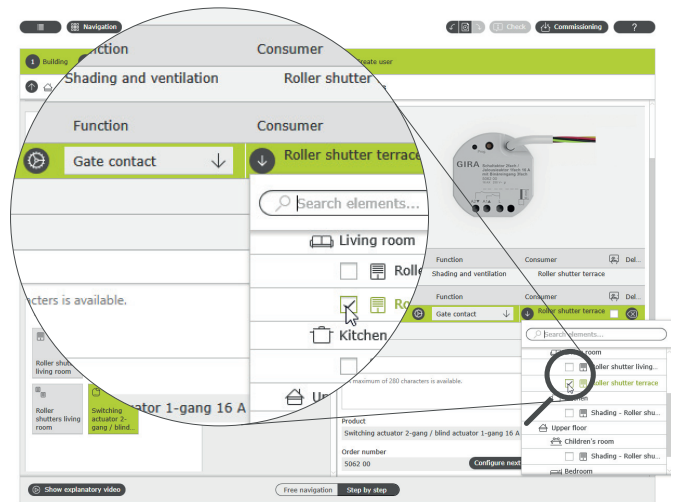 Navigation
Check
Commissioning
?
1 Building
reate user
nction
Consumer
Shading and ventilation
Roller shutter
Function
Consumer
Gate contact
Roller shutter terrace
Search elements...
Living room
Rolle
Ro
Kitchen
Up
acters is available.
Roller shut
living room
Roller
shutters living
room
Switching
actuator 2-
gang / blind
ator 1-gang 16 A
GIRA
Function
Consumer
Del...
Shading and ventilation
Roller shutter terrace
Function
Consumer
Del...
Gate contact
Roller shutter terrace
Search elements...
room
Roller shutter living...
Roller shutter terrace
Shading - Roller shu...
Upper floor
Children's room
Shading - Roller shu...
Bedroom
maximum of 280 characters is available.
Product
Switching actuator 2-gang / blind actuator 1-gang 16 A
Order number
5062 00
Configure next
Show explanatory video
Free navigation
Step by step